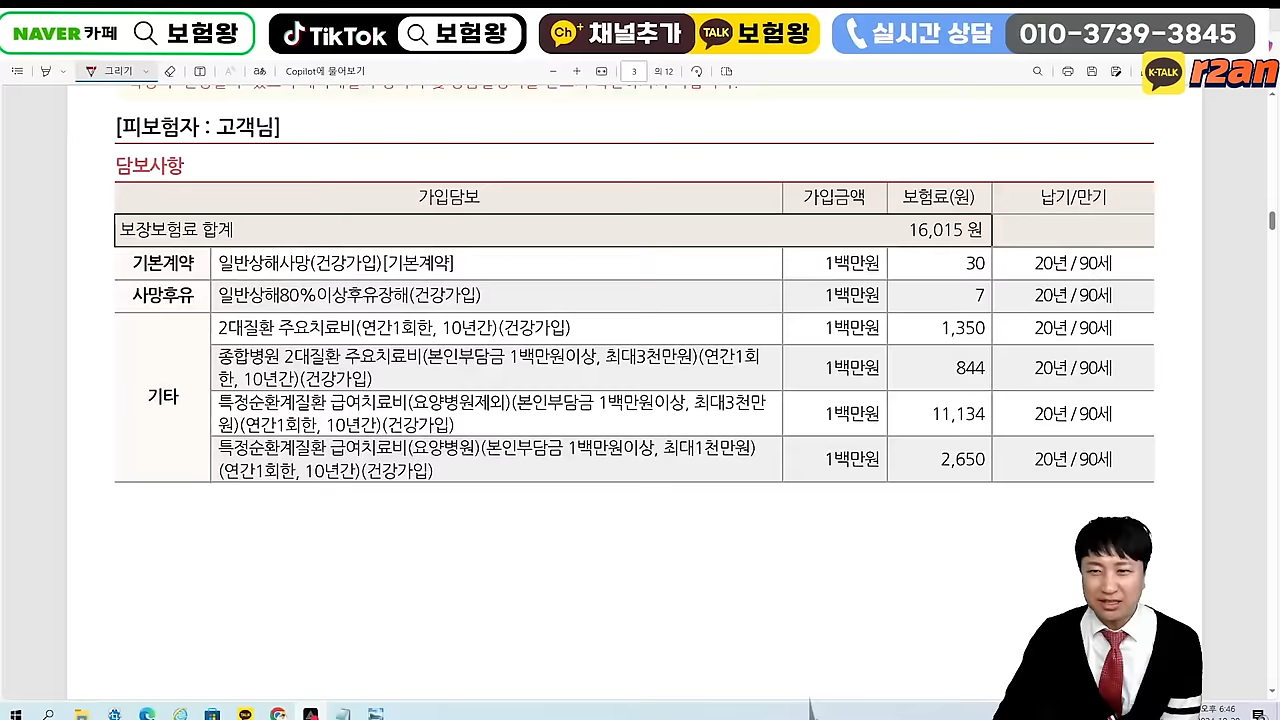 NAVER 카페 보험왕
TikTok 보험왕
Ch+ 채널추가 TALK 보험왕
실시간 상담 010-3739-3845
K-TALK r2an
그리기 Copilot에 물어보기 3 의 12
[피보험자 : 고객님]
담보사항
가입담보 가입금액 보험료(원) 납기/만기
보장보험료 합계 16,015 원
기본계약 일반상해사망(건강가입)[기본계약] 1백만원 30 20년 / 90세
사망후유 일반상해80%이상후유장해(건강가입) 1백만원 7 20년 / 90세
기타
2대질환 주요치료비(연간1회한, 10년간)(건강가입) 1백만원 1,350 20년 / 90세
종합병원 2대질환 주요치료비(본인부담금 1백만원이상, 최대3천만원)(연간1회
한, 10년간)(건강가입) 1백만원 844 20년 / 90세
특정순환계질환 급여치료비(요양병원제외)(본인부담금 1백만원이상, 최대3천만
원)(연간1회한, 10년간)(건강가입) 1백만원 11,134 20년 / 90세
특정순환계질환 급여치료비(요양병원)(본인부담금 1백만원이상, 최대1천만원)
(연간1회한, 10년간)(건강가입) 1백만원 2,650 20년 / 90세
오후 6:46